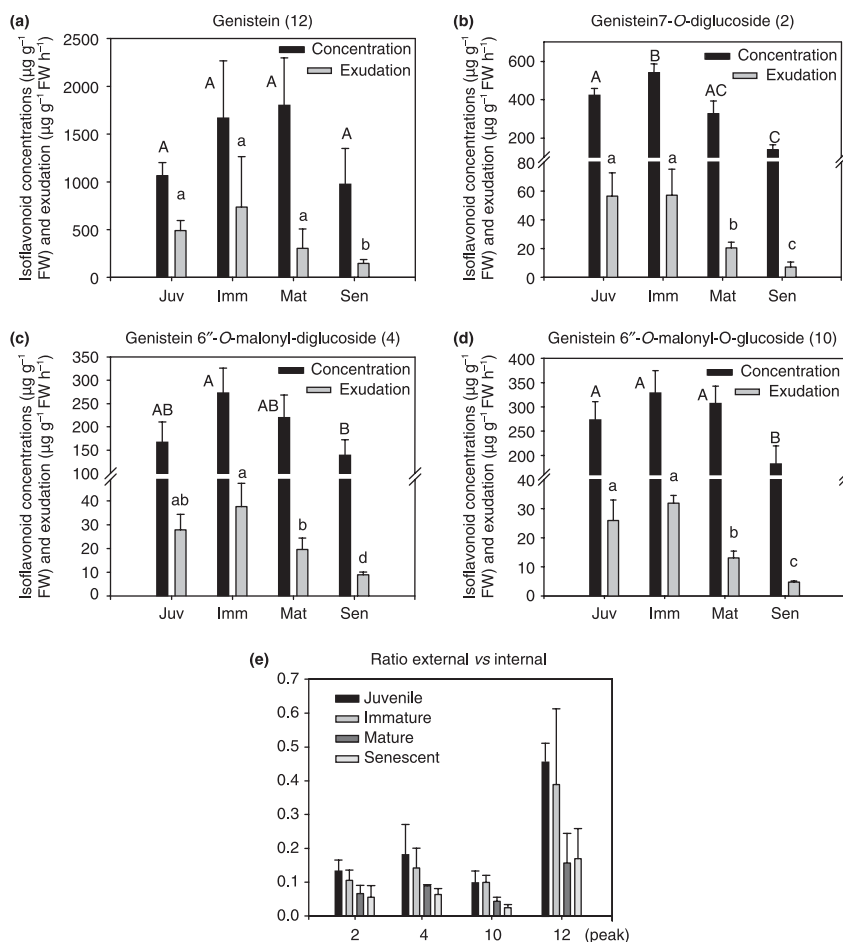 (a) Genistein (12)
Isoflavonoid concentrations (µg g⁻¹
FW) and exudation (µg g⁻¹ FW h⁻¹)
2500
2000
1500
1000
500
0
Concentration
Exudation
A A A A
a a a b
Juv Imm Mat Sen
(b) Genistein7-O-diglucoside (2)
Isoflavonoid concentrations (µg g⁻¹
FW) and exudation (µg g⁻¹ FW h⁻¹)
600
400
200
80
60
40
20
0
Concentration
Exudation
A B AC C
a a b c
Juv Imm Mat Sen
(c) Genistein 6″-O-malonyl-diglucoside (4)
Isoflavonoid concentrations (µg g⁻¹
FW) and exudation (µg g⁻¹ FW h⁻¹)
350
300
250
200
150
100
40
30
20
10
0
Concentration
Exudation
AB A AB B
ab a b d
Juv Imm Mat Sen
(d) Genistein 6″-O-malonyl-O-glucoside (10)
Isoflavonoid concentrations (µg g⁻¹
FW) and exudation (µg g⁻¹ FW h⁻¹)
350
300
250
200
40
30
20
10
0
Concentration
Exudation
A A A B
a a b c
Juv Imm Mat Sen
(e) Ratio external vs internal
0.7
0.6
0.5
0.4
0.3
0.2
0.1
0.0
Juvenile
Immature
Mature
Senescent
2 4 10 12 (peak)